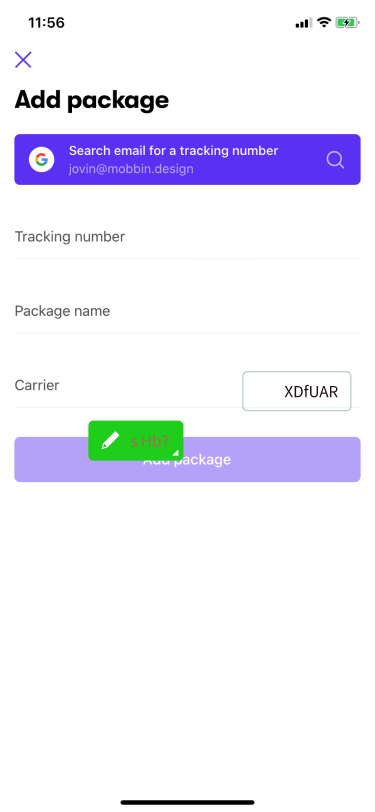 11:56
Add package
Search email for a tracking number
jovin@mobbin.design
Tracking number
Package name
Carrier
XDfUAR
sHb7
Add package